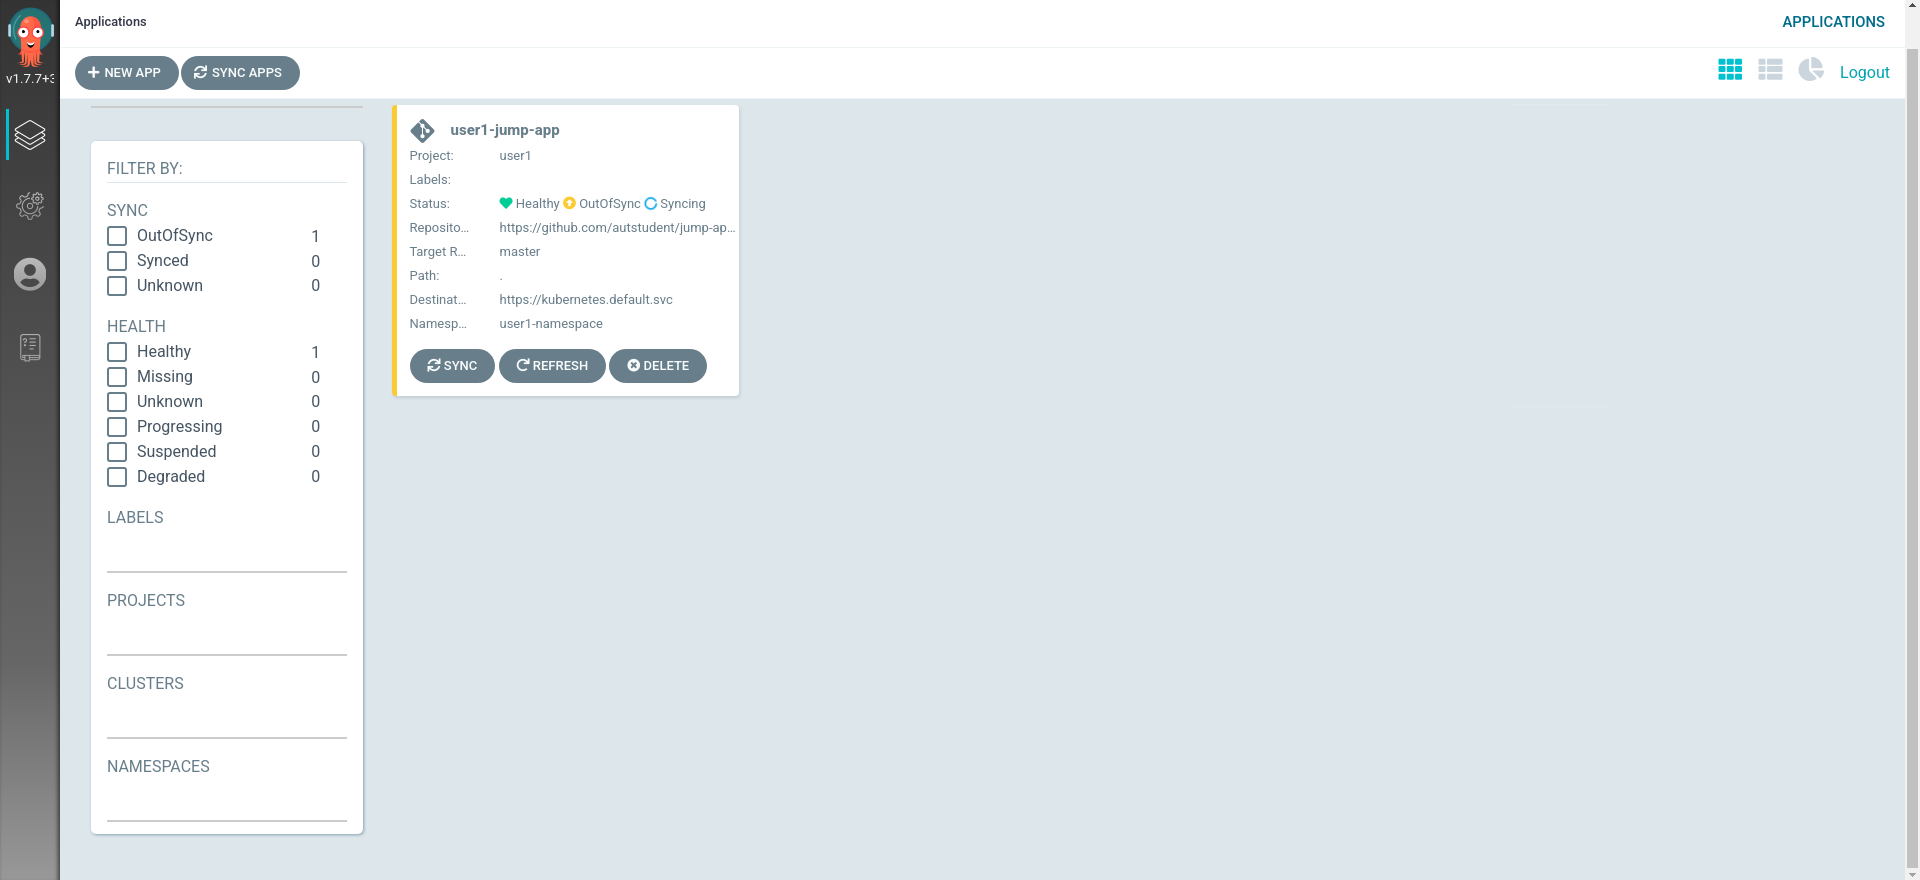 Applications
APPLICATIONS
v1.7.7+3
NEW APP
SYNC APPS
Logout
FILTER BY:
SYNC
OutOfSync 1
Synced 0
Unknown 0
HEALTH
Healthy 1
Missing 0
Unknown 0
Progressing 0
Suspended 0
Degraded 0
LABELS
PROJECTS
CLUSTERS
NAMESPACES
user1-jump-app
Project: user1
Labels:
Status: Healthy OutOfSync Syncing
Reposito... https://github.com/autstudent/jump-ap...
Target R... master
Path: .
Destinat... https://kubernetes.default.svc
Namesp... user1-namespace
SYNC REFRESH DELETE